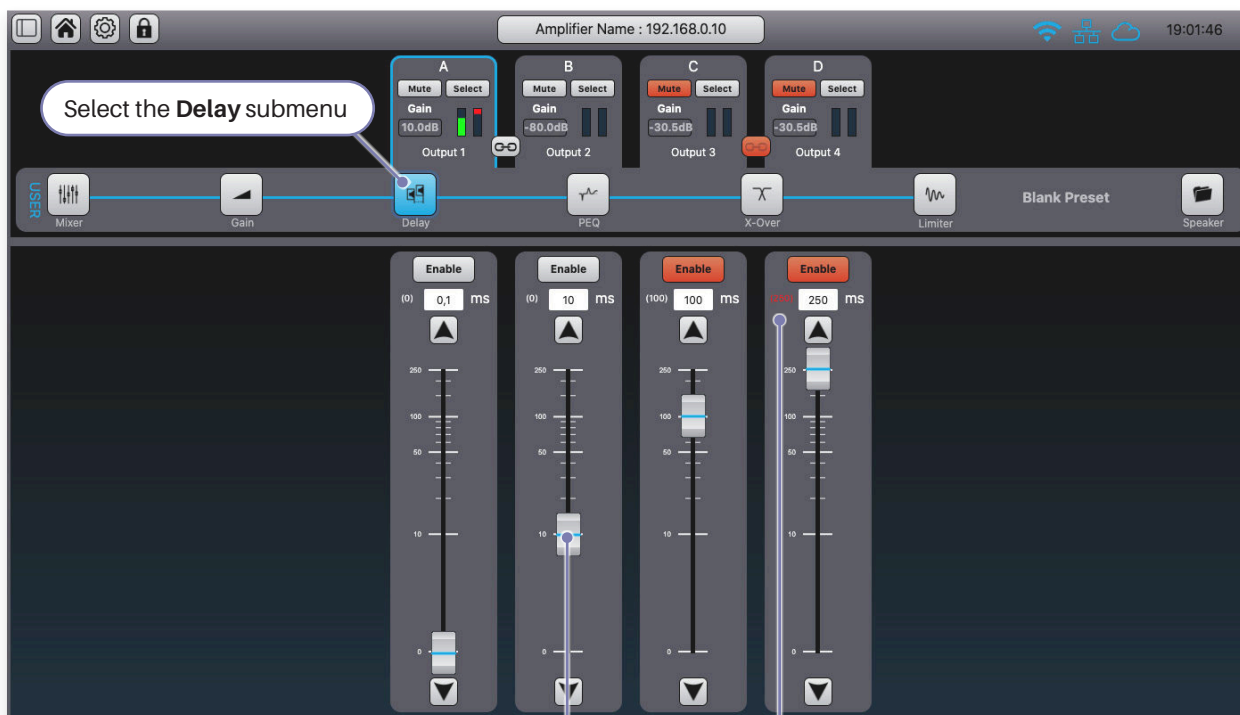 Amplifier Name : 192.168.0.10
19:01:46
A B C D
Mute Select Mute Select Mute Select Mute Select
Gain Gain Gain Gain
10.0dB -80.0dB -30.5dB -30.5dB
Output 1 Output 2 Output 3 Output 4
Select the Delay submenu
USER
Mixer Gain Delay PEQ X-Over Limiter Blank Preset Speaker
Enable Enable Enable Enable
(0) 0,1 ms (0) 10 ms (100) 100 ms 250 ms
250 250 250 250
100 100 100 100
50 50 50 50
10 10 10 10
0 0 0 0